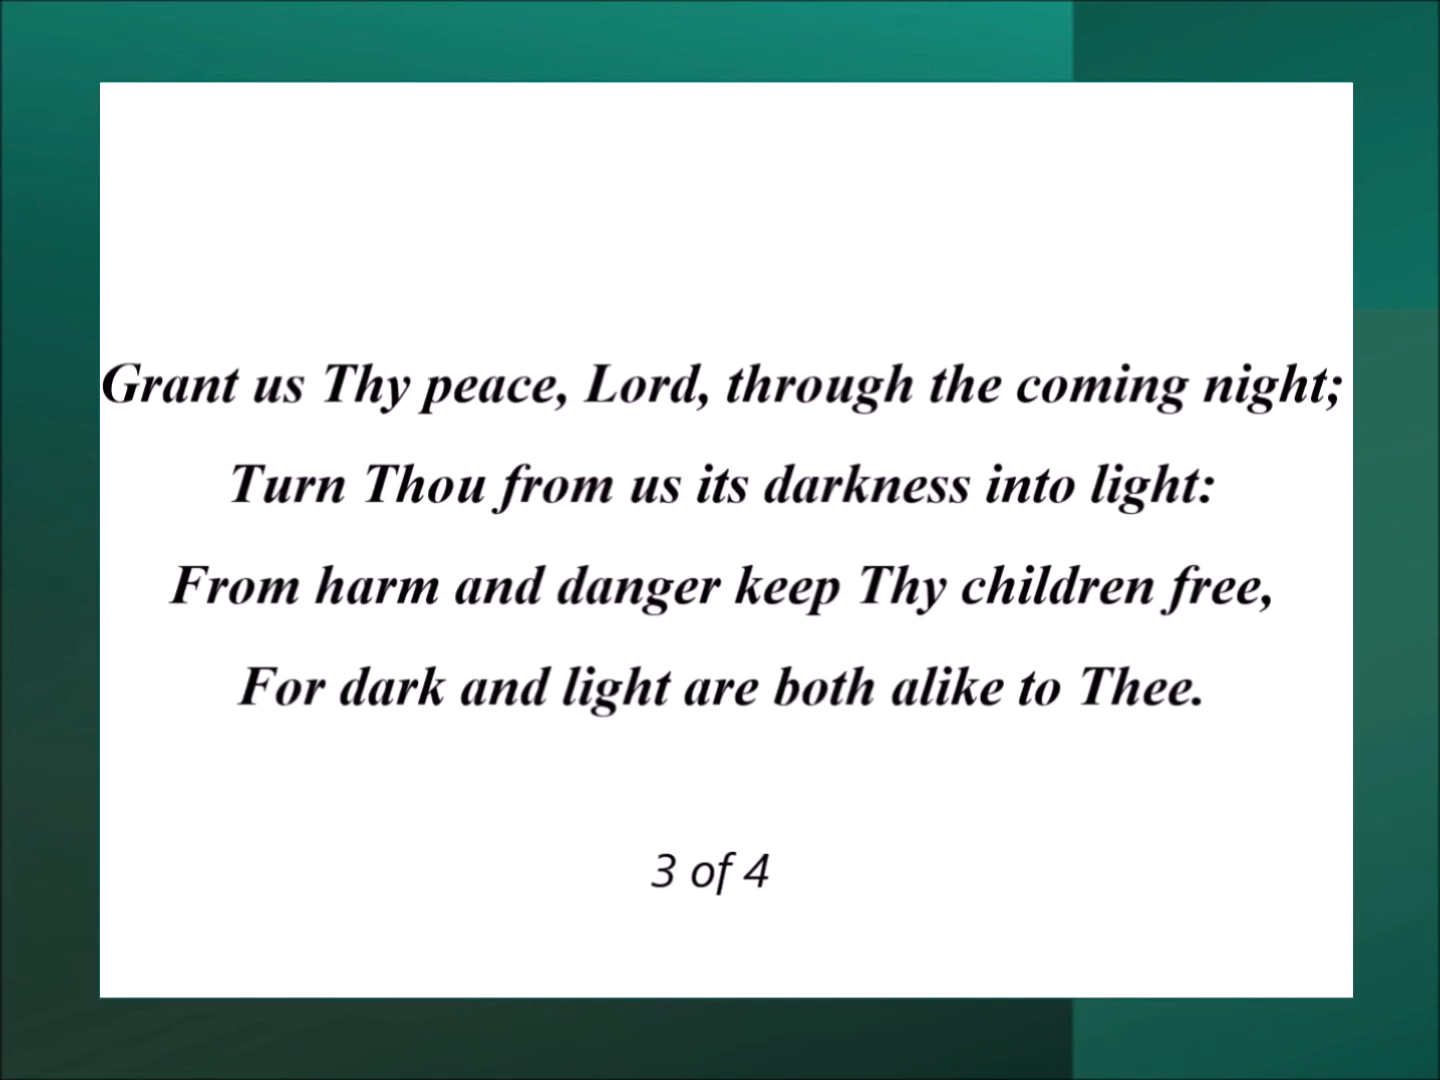 Grant us Thy peace, Lord, through the coming night;
Turn Thou from us its darkness into light:
From harm and danger keep Thy children free,
For dark and light are both alike to Thee.
3 of 4